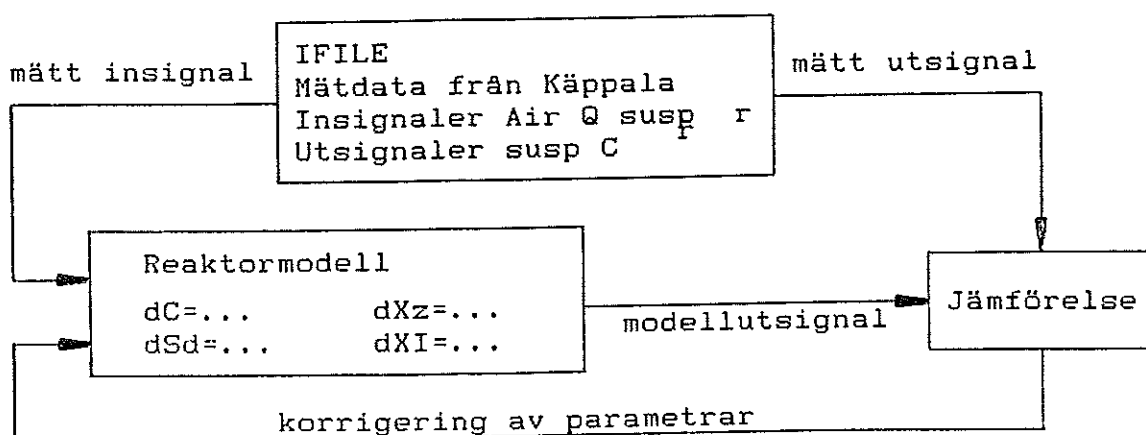 mätt insignal
IFILE
Mätdata från Käppala
Insignaler Air Q susp r r
Utsignaler susp C
mätt utsignal
Reaktormodell
dC=... dXz=...
dSd=... dXI=...
modellutsignal
Jämförelse
korrigering av parametrar